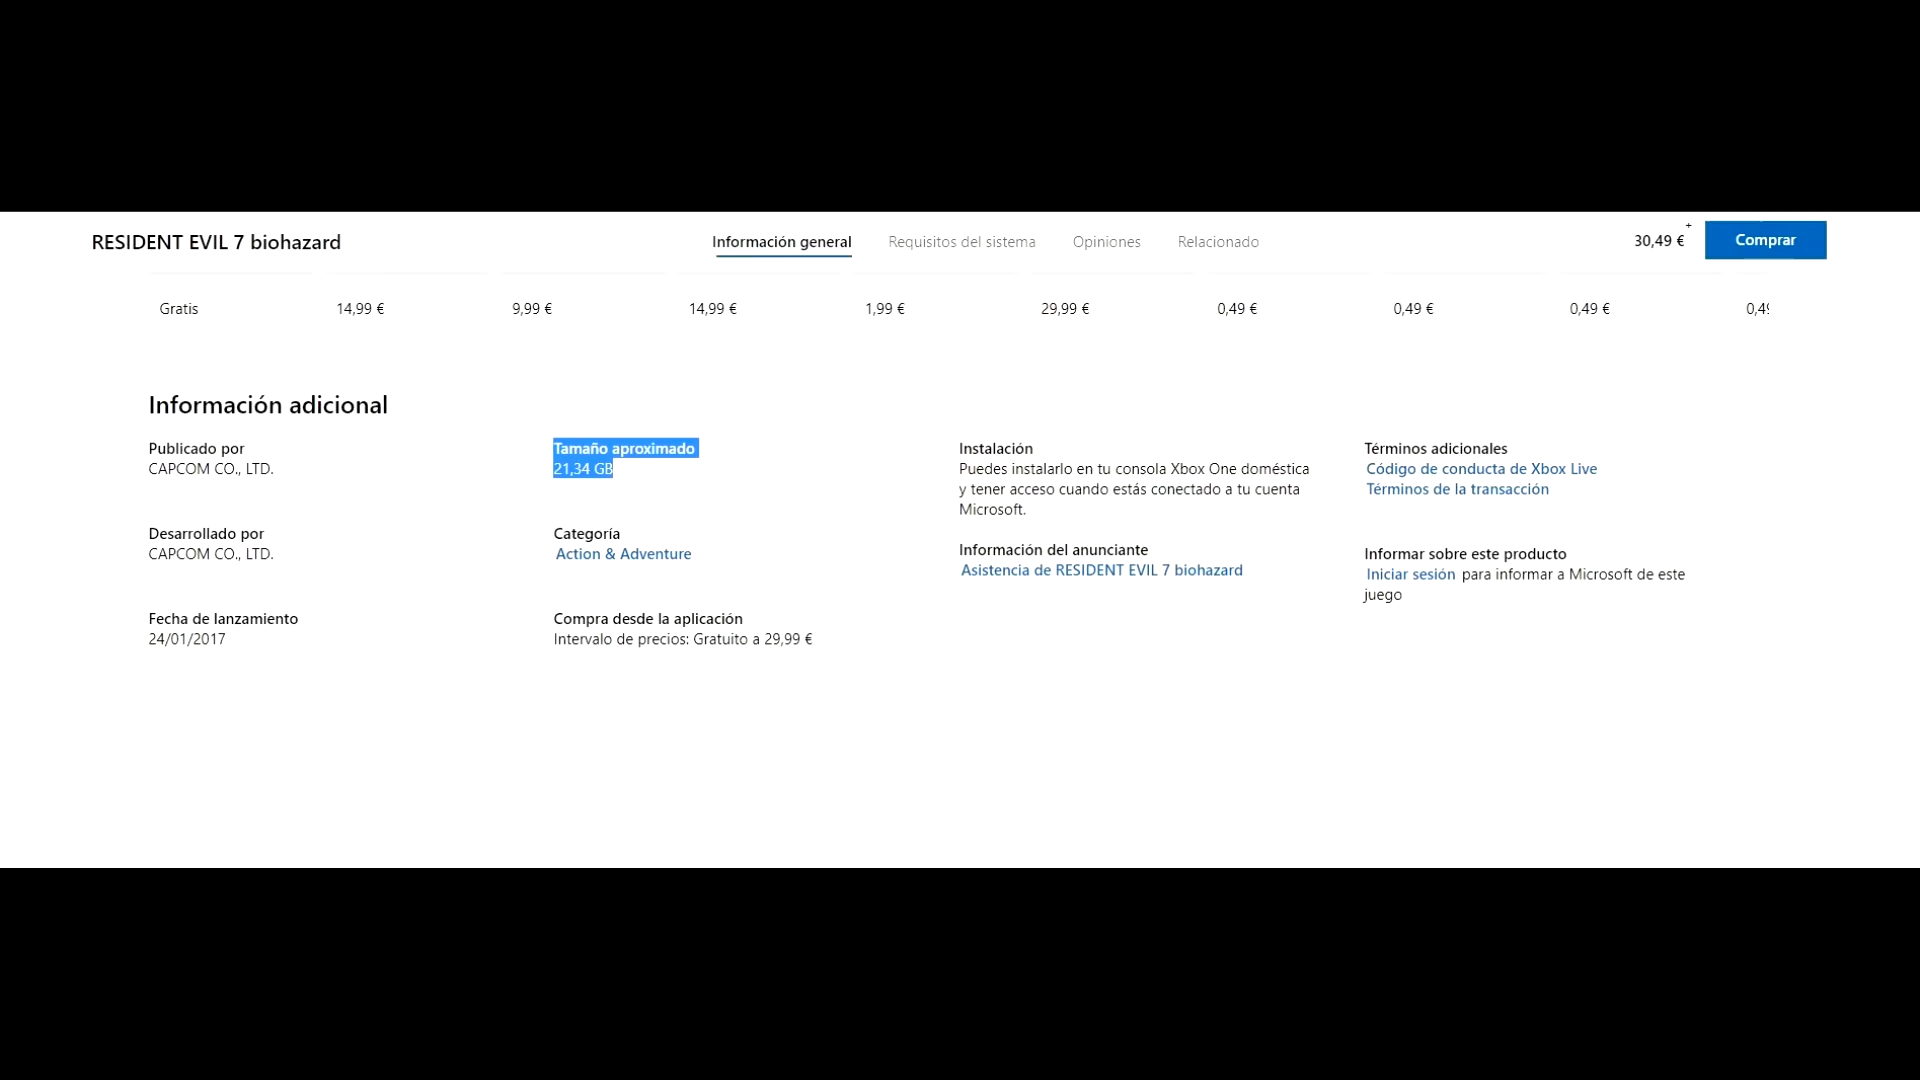 RESIDENT EVIL 7 biohazard
Información general
Requisitos del sistema
Opiniones
Relacionado
30,49 €+
Comprar
Gratis
14,99 €
9,99 €
14,99 €
1,99 €
29,99 €
0,49 €
0,49 €
0,49 €
Información adicional
Publicado por
CAPCOM CO., LTD.
Desarrollado por
CAPCOM CO., LTD.
Fecha de lanzamiento
24/01/2017
Tamaño aproximado
21,34 GB
Categoría
Action & Adventure
Compra desde la aplicación
Intervalo de precios: Gratuito a 29,99 €
Instalación
Puedes instalarlo en tu consola Xbox One doméstica
y tener acceso cuando estás conectado a tu cuenta
Microsoft.
Información del anunciante
Asistencia de RESIDENT EVIL 7 biohazard
Términos adicionales
Código de conducta de Xbox Live
Términos de la transacción
Informar sobre este producto
Iniciar sesión para informar a Microsoft de este
juego